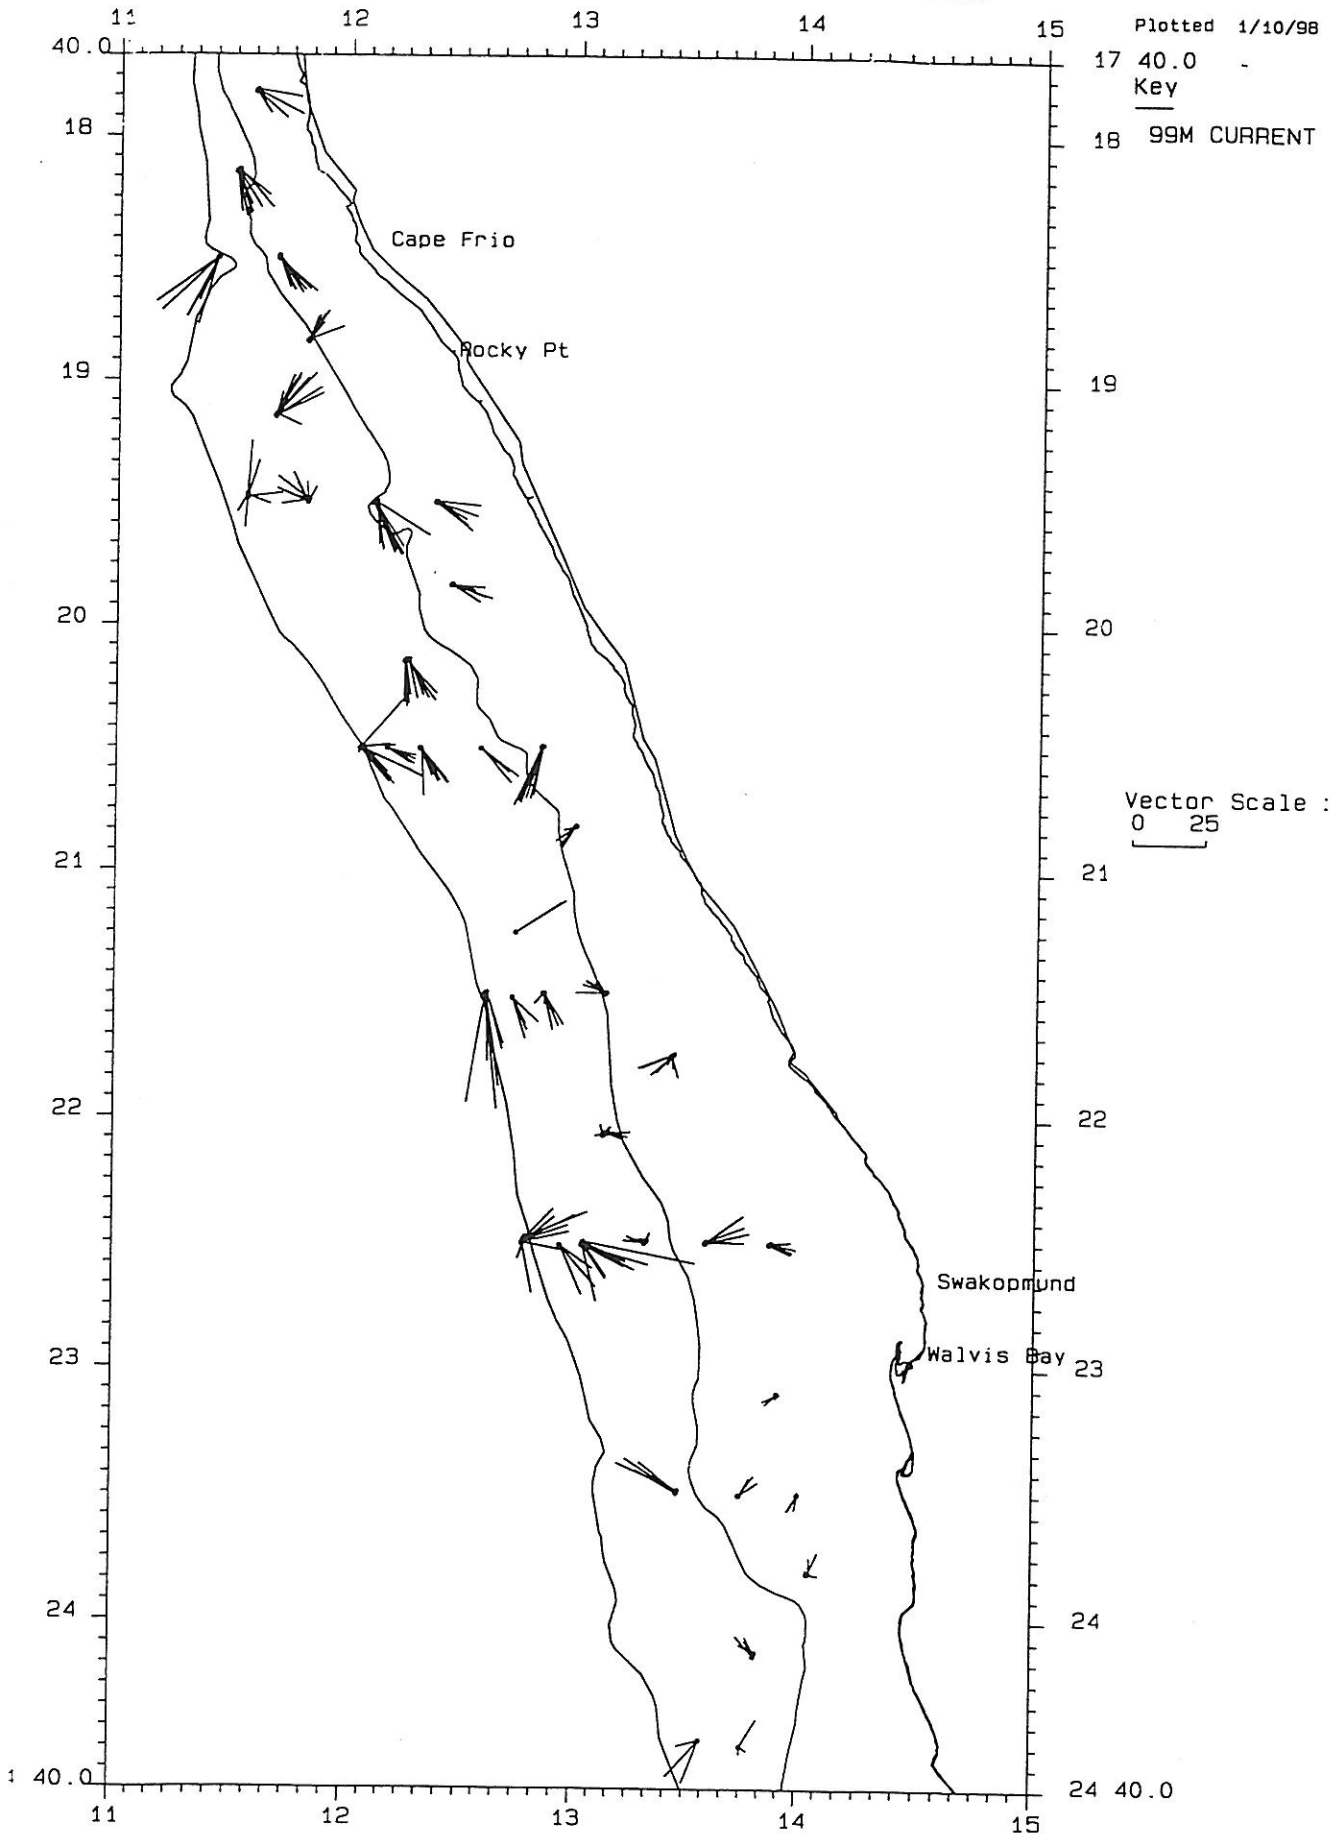 11 12 13 14 15
Plotted 1/10/98
40.0 17 40.0 -
Key
18 18 99M CURRENT
Cape Frio
Rocky Pt
19 19
20 20
Vector Scale :
0 25
21 21
22 22
Swakopmund
Walvis Bay
23 23
24 24
40.0 24 40.0
11 12 13 14 15